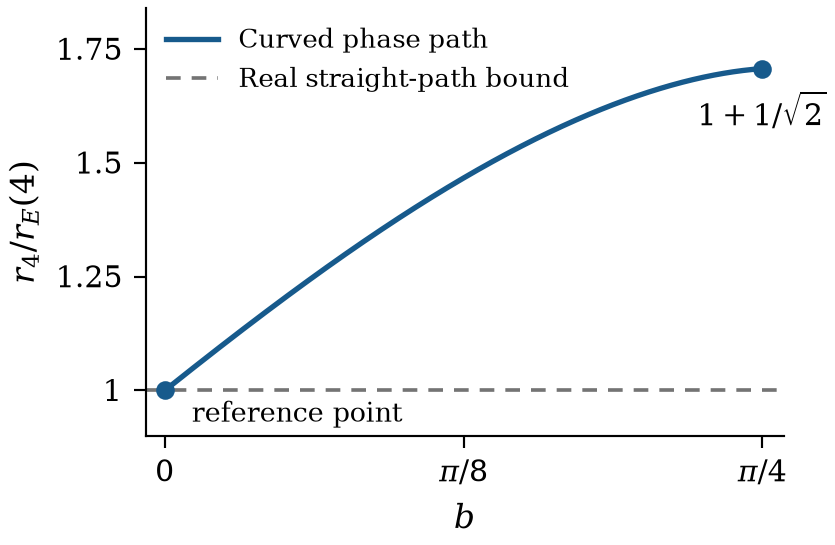 1.75
1.5
1.25
1
r₄/r_E(4)
Curved phase path
Real straight-path bound
1 + 1/√2
reference point
0
π/8
π/4
b